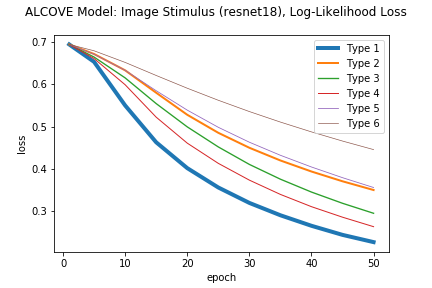 ALCOVE Model: Image Stimulus (resnet18), Log-Likelihood Loss
0.7
0.6
0.5
0.4
0.3
loss
0
10
20
30
40
50
epoch
Type 1
Type 2
Type 3
Type 4
Type 5
Type 6